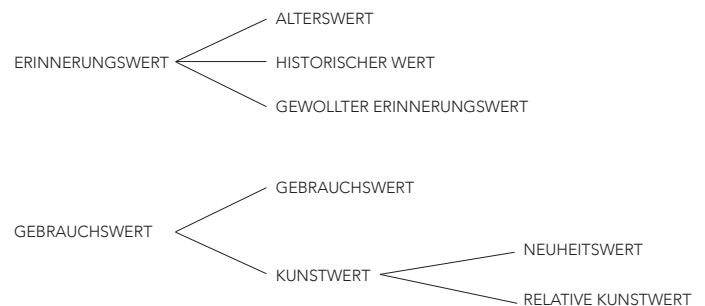 ALTERSWERT
ERINNERUNGSWERT
HISTORISCHER WERT
GEWOLLTER ERINNERUNGSWERT
GEBRAUCHSWERT
GEBRAUCHSWERT
NEUHEITSWERT
KUNSTWERT
RELATIVE KUNSTWERT